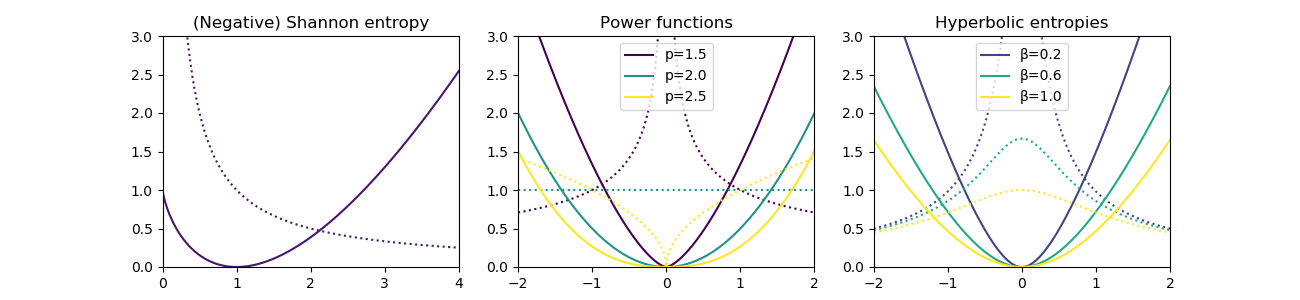 (Negative) Shannon entropy
3.0
2.5
2.0
1.5
1.0
0.5
0.0
0 1 2 3 4
Power functions
3.0
2.5
2.0
1.5
1.0
0.5
0.0
p=1.5
p=2.0
p=2.5
−2 −1 0 1 2
Hyperbolic entropies
3.0
2.5
2.0
1.5
1.0
0.5
0.0
β=0.2
β=0.6
β=1.0
−2 −1 0 1 2